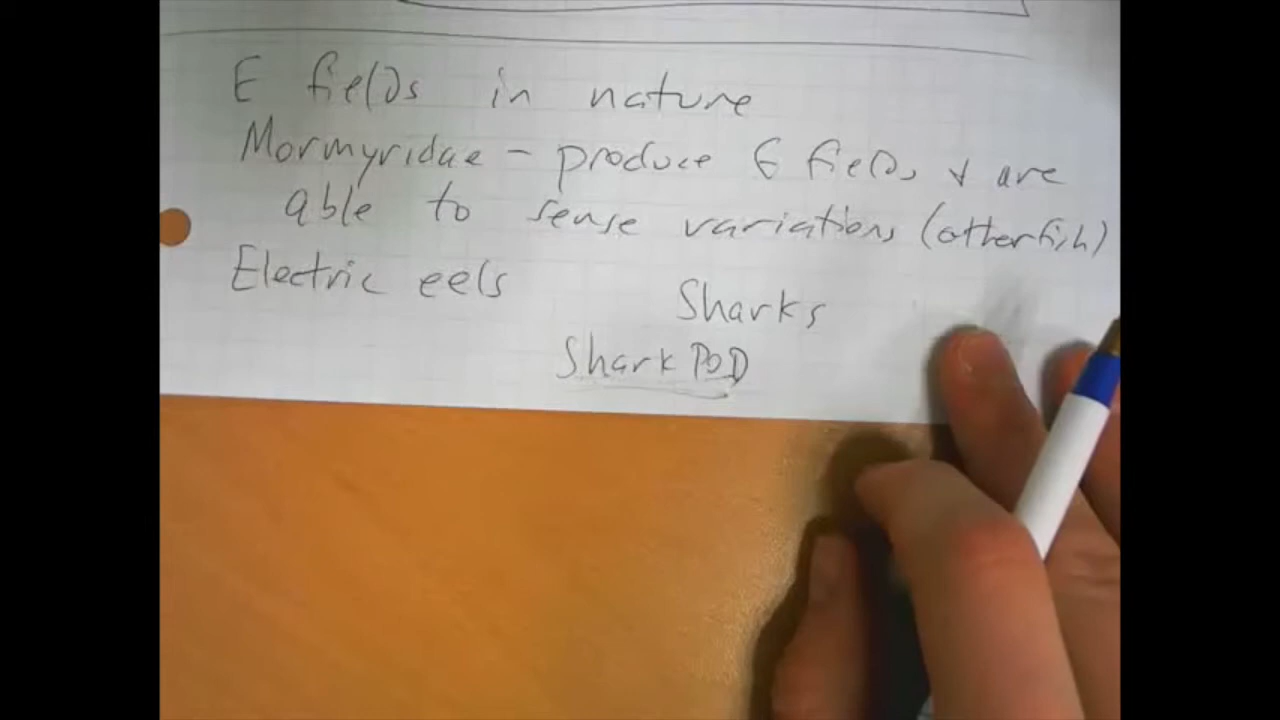 E fields in nature
Mormyridae - produce E fields & are
able to sense variations (other fish)
Electric eels
Sharks
Shark POD